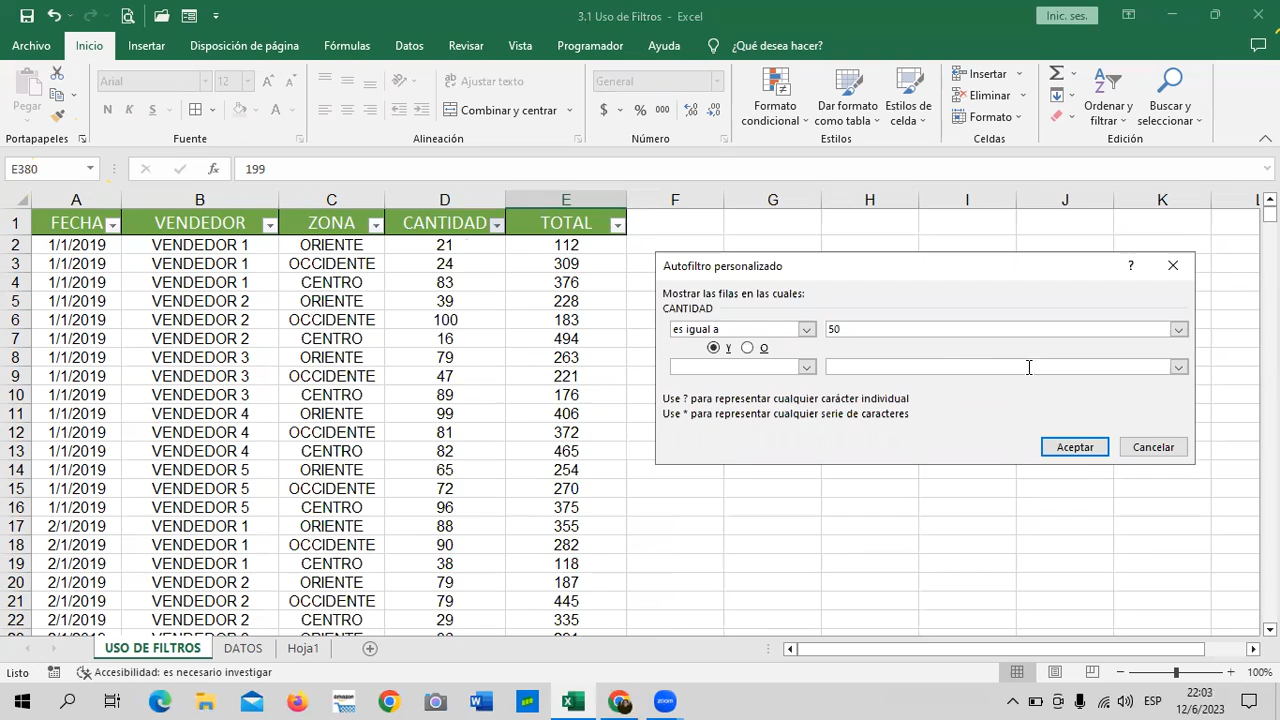 3.1 Uso de Filtros - Excel
Inic. ses.
Archivo Inicio Insertar Disposición de página Fórmulas Datos Revisar Vista Programador Ayuda ¿Qué desea hacer?
Pegar
Arial 12
N K S
Ajustar texto
Combinar y centrar
General
$ % 000
Formato condicional
Dar formato como tabla
Estilos de celda
Insertar
Eliminar
Formato
Ordenar y filtrar
Buscar y seleccionar
Portapapeles Fuente Alineación Número Estilos Celdas Edición
E380 fx 199
A B C D E F G H I J K L
1 FECHA VENDEDOR ZONA CANTIDAD TOTAL
2 1/1/2019 VENDEDOR 1 ORIENTE 21 112
3 1/1/2019 VENDEDOR 1 OCCIDENTE 24 309
4 1/1/2019 VENDEDOR 1 CENTRO 83 376
5 1/1/2019 VENDEDOR 2 ORIENTE 39 228
6 1/1/2019 VENDEDOR 2 OCCIDENTE 100 183
7 1/1/2019 VENDEDOR 2 CENTRO 16 494
8 1/1/2019 VENDEDOR 3 ORIENTE 79 263
9 1/1/2019 VENDEDOR 3 OCCIDENTE 47 221
10 1/1/2019 VENDEDOR 3 CENTRO 89 176
11 1/1/2019 VENDEDOR 4 ORIENTE 99 406
12 1/1/2019 VENDEDOR 4 OCCIDENTE 81 372
13 1/1/2019 VENDEDOR 4 CENTRO 82 465
14 1/1/2019 VENDEDOR 5 ORIENTE 65 254
15 1/1/2019 VENDEDOR 5 OCCIDENTE 72 270
16 1/1/2019 VENDEDOR 5 CENTRO 96 375
17 2/1/2019 VENDEDOR 1 ORIENTE 88 355
18 2/1/2019 VENDEDOR 1 OCCIDENTE 90 282
19 2/1/2019 VENDEDOR 1 CENTRO 38 118
20 2/1/2019 VENDEDOR 2 ORIENTE 79 187
21 2/1/2019 VENDEDOR 2 OCCIDENTE 79 445
22 2/1/2019 VENDEDOR 2 CENTRO 29 335
Autofiltro personalizado ?
Mostrar las filas en las cuales:
CANTIDAD
es igual a 50
Y O
Use ? para representar cualquier carácter individual
Use * para representar cualquier serie de caracteres
Aceptar Cancelar
USO DE FILTROS DATOS Hoja1
Listo Accesibilidad: es necesario investigar 100%
amazon
zoom
ESP
22:03
12/6/2023